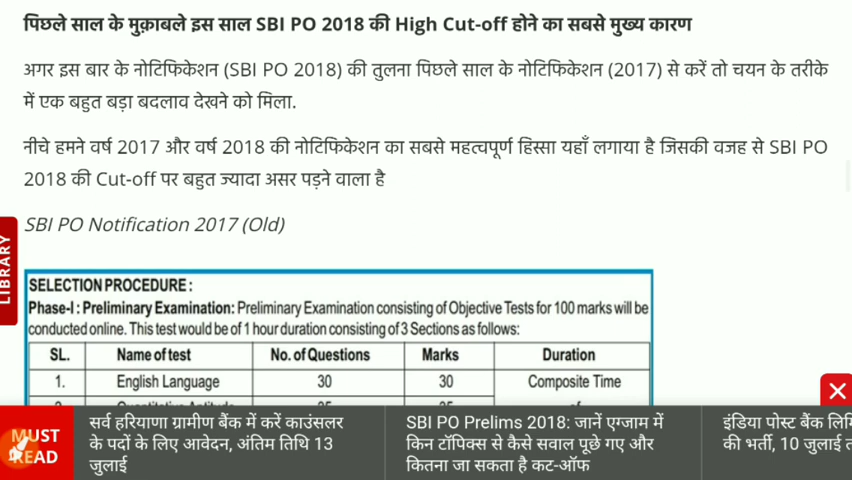 पिछले साल के मुक़ाबले इस साल SBI PO 2018 की High Cut-off होने का सबसे मुख्य कारण
अगर इस बार के नोटिफिकेशन (SBI PO 2018) की तुलना पिछले साल के नोटिफिकेशन (2017) से करें तो चयन के तरीके
में एक बहुत बड़ा बदलाव देखने को मिला.
नीचे हमने वर्ष 2017 और वर्ष 2018 की नोटिफिकेशन का सबसे महत्वपूर्ण हिस्सा यहाँ लगाया है जिसकी वजह से SBI PO
2018 की Cut-off पर बहुत ज्यादा असर पड़ने वाला है
SBI PO Notification 2017 (Old)
LIBRARY
SELECTION PROCEDURE :
Phase-I : Preliminary Examination: Preliminary Examination consisting of Objective Tests for 100 marks will be
conducted online. This test would be of 1 hour duration consisting of 3 Sections as follows:
SL. Name of test No. of Questions Marks Duration
1. English Language 30 30 Composite Time
MUST READ
सर्व हरियाणा ग्रामीण बैंक में करें काउंसलर
के पदों के लिए आवेदन, अंतिम तिथि 13
जुलाई
SBI PO Prelims 2018: जानें एग्जाम में
किन टॉपिक्स से कैसे सवाल पूछे गए और
कितना जा सकता है कट-ऑफ
इंडिया पोस्ट बैंक
की भर्ती, 10 जुलाई